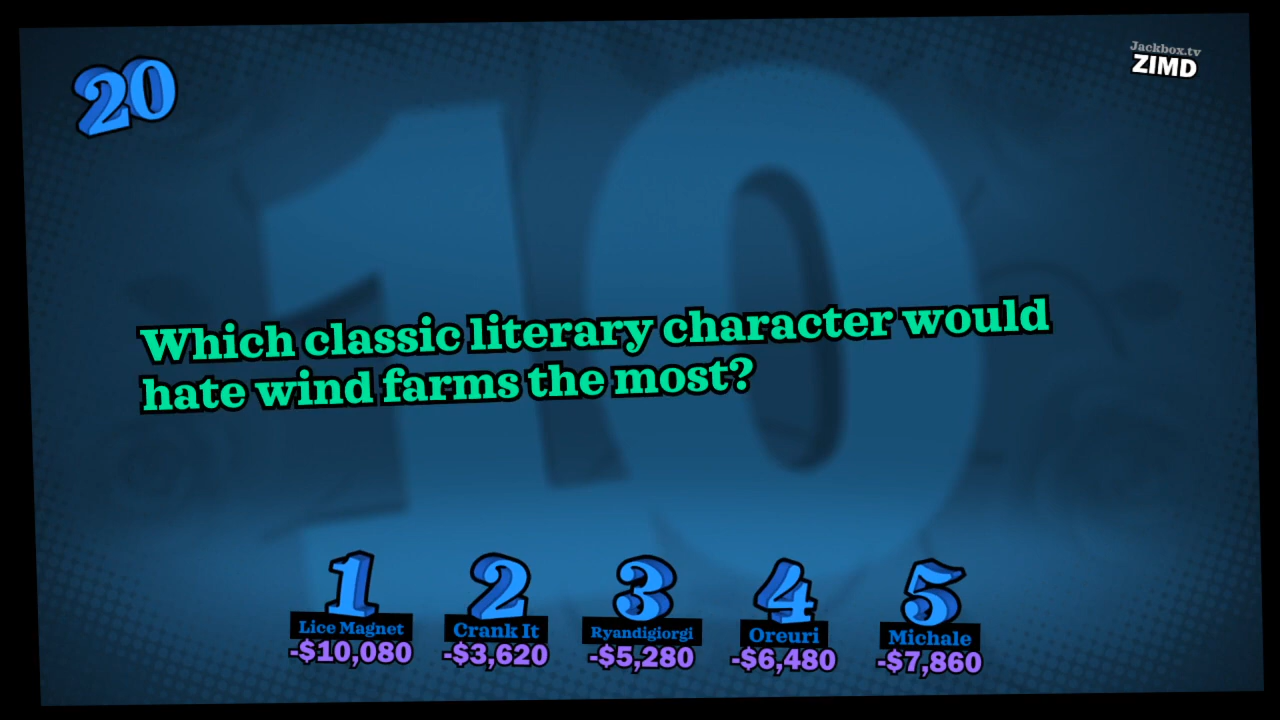 20
Jackbox.tv
ZIMD
10
Which classic literary character would
hate wind farms the most?
1 2 3 4 5
Lice Magnet Crank It Ryandigiorgi Oreuri Michale
-$10,080 -$3,620 -$5,280 -$6,480 -$7,860